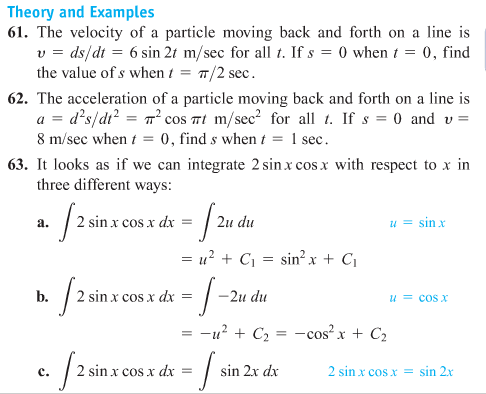 Theory and Examples
61. The velocity of a particle moving back and forth on a line is
v = ds/dt = 6 sin 2t m/sec for all t. If s = 0 when t = 0, find
the value of s when t = π/2 sec.
62. The acceleration of a particle moving back and forth on a line is
a = d²s/dt² = π² cos πt m/sec² for all t. If s = 0 and v =
8 m/sec when t = 0, find s when t = 1 sec.
63. It looks as if we can integrate 2 sin x cos x with respect to x in
three different ways:
a. ∫ 2 sin x cos x dx = ∫ 2u du u = sin x
= u² + C₁ = sin² x + C₁
b. ∫ 2 sin x cos x dx = ∫ −2u du u = cos x
= −u² + C₂ = −cos² x + C₂
c. ∫ 2 sin x cos x dx = ∫ sin 2x dx 2 sin x cos x = sin 2x